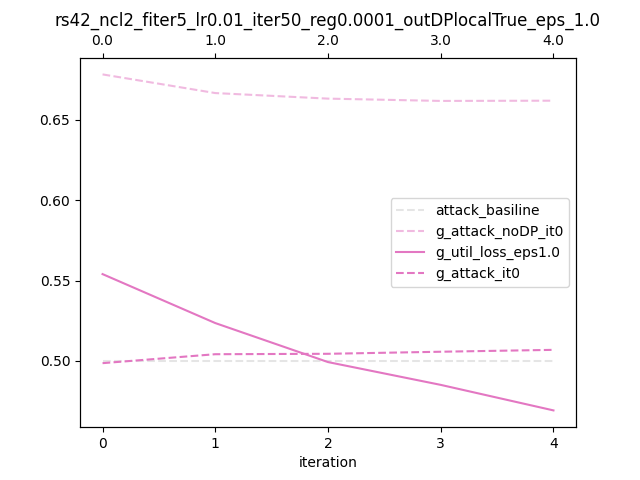 rs42_ncl2_fiter5_lr0.01_iter50_reg0.0001_outDPlocalTrue_eps_1.0
0.0 1.0 2.0 3.0 4.0
0.65
0.60
0.55
0.50
attack_basiline
g_attack_noDP_it0
g_util_loss_eps1.0
g_attack_it0
0 1 2 3 4
iteration